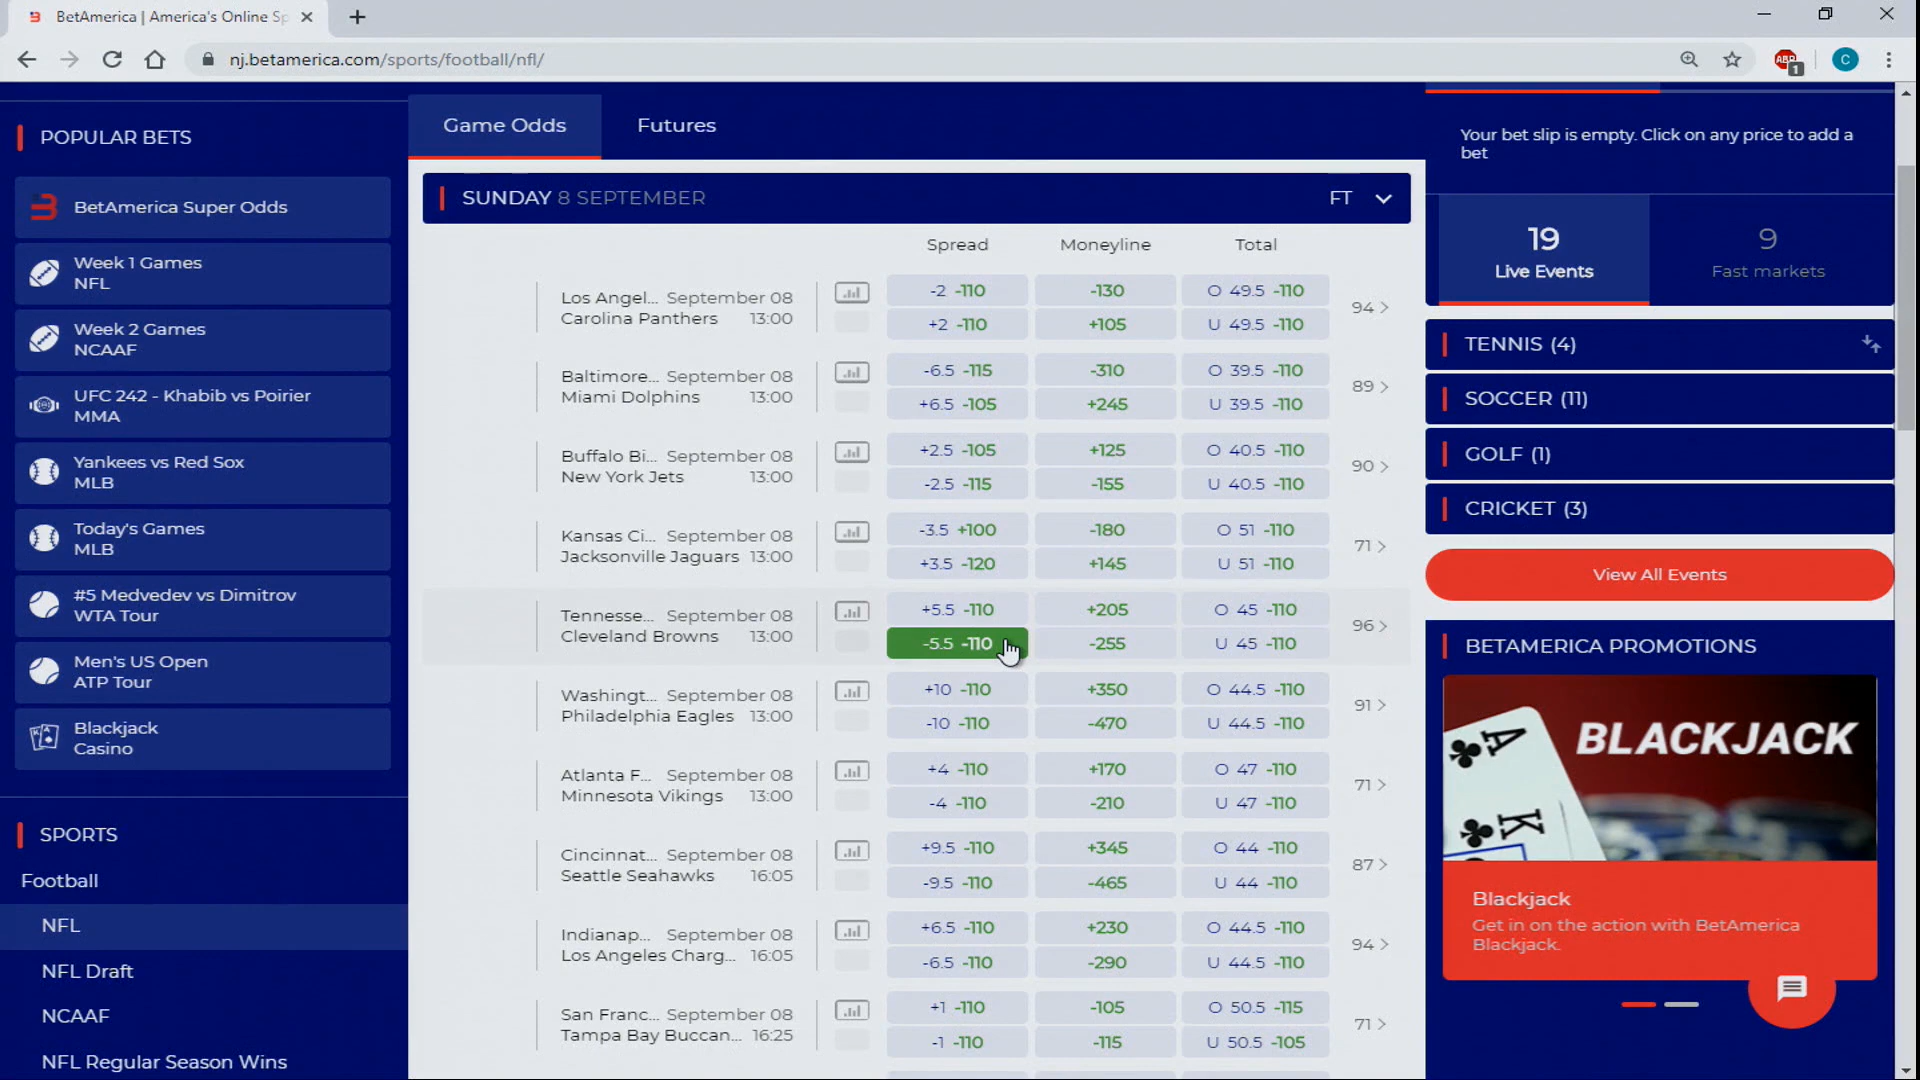 BetAmerica | America's Online Sp
nj.betamerica.com/sports/football/nfl/
ABP
1
C
POPULAR BETS
BetAmerica Super Odds
Week 1 Games
NFL
Week 2 Games
NCAAF
UFC 242 - Khabib vs Poirier
MMA
Yankees vs Red Sox
MLB
Today's Games
MLB
#5 Medvedev vs Dimitrov
WTA Tour
Men's US Open
ATP Tour
Blackjack
Casino
SPORTS
Football
NFL
NFL Draft
NCAAF
NFL Regular Season Wins
Game Odds Futures
SUNDAY 8 SEPTEMBER FT
Spread Moneyline Total
Los Angel... September 08 -2 -110 -130 O 49.5 -110
Carolina Panthers 13:00 +2 -110 +105 U 49.5 -110
94 >
Baltimore... September 08 -6.5 -115 -310 O 39.5 -110
Miami Dolphins 13:00 +6.5 -105 +245 U 39.5 -110
89 >
Buffalo Bi... September 08 +2.5 -105 +125 O 40.5 -110
New York Jets 13:00 -2.5 -115 -155 U 40.5 -110
90 >
Kansas Ci... September 08 -3.5 +100 -180 O 51 -110
Jacksonville Jaguars 13:00 +3.5 -120 +145 U 51 -110
71 >
Tennesse... September 08 +5.5 -110 +205 O 45 -110
Cleveland Browns 13:00 -5.5 -110 -255 U 45 -110
96 >
Washingt... September 08 +10 -110 +350 O 44.5 -110
Philadelphia Eagles 13:00 -10 -110 -470 U 44.5 -110
91 >
Atlanta F... September 08 +4 -110 +170 O 47 -110
Minnesota Vikings 13:00 -4 -110 -210 U 47 -110
71 >
Cincinnat... September 08 +9.5 -110 +345 O 44 -110
Seattle Seahawks 16:05 -9.5 -110 -465 U 44 -110
87 >
Indianap... September 08 +6.5 -110 +230 O 44.5 -110
Los Angeles Charg... 16:05 -6.5 -110 -290 U 44.5 -110
94 >
San Franc... September 08 +1 -110 -105 O 50.5 -115
Tampa Bay Buccan... 16:25 -1 -110 -115 U 50.5 -105
71 >
Your bet slip is empty. Click on any price to add a
bet
19
Live Events
9
Fast markets
TENNIS (4)
SOCCER (11)
GOLF (1)
CRICKET (3)
View All Events
BETAMERICA PROMOTIONS
A
K
BLACKJACK
Blackjack
Get in on the action with BetAmerica
Blackjack.